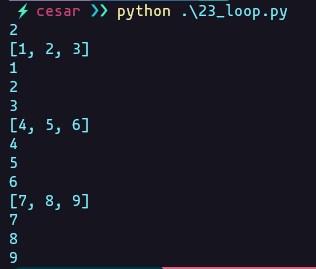 ⚡ cesar ❯❯ python .\23_loop.py
2
[1, 2, 3]
1
2
3
[4, 5, 6]
4
5
6
[7, 8, 9]
7
8
9